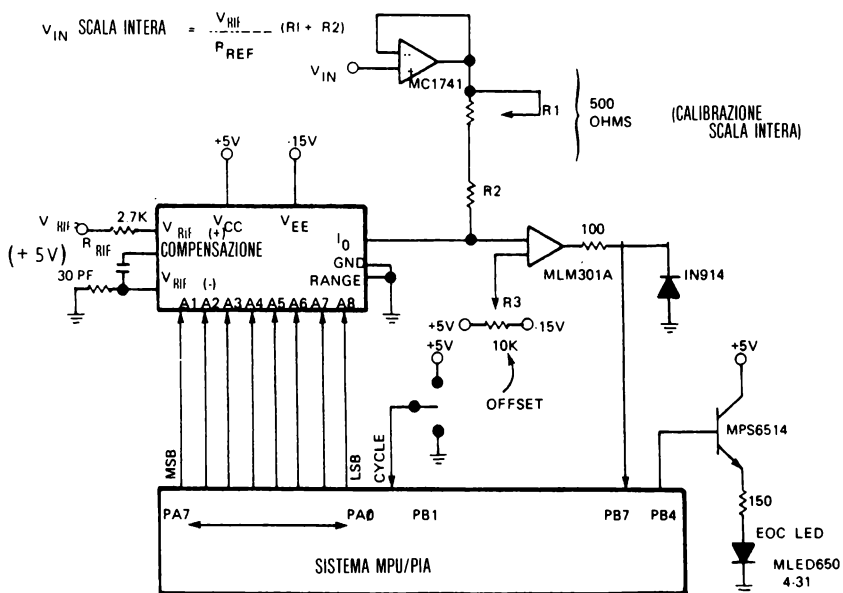 V_IN SCALA INTERA = V_RIF / R_REF (R1 + R2)
V_IN
MC1741
R1
500
OHMS
(CALIBRAZIONE
SCALA INTERA)
+5V
-15V
R2
V_RIF
2.7K
R_RIF
(+ 5V)
30 PF
V_RIF (+)
V_CC
V_EE
COMPENSAZIONE
I_0
GND
RANGE
V_RIF (-)
A1 A2 A3 A4 A5 A6 A7 A8
100
MLM301A
IN914
R3
+5V
-15V
10K
OFFSET
+5V
+5V
MPS6514
MSB
LSB
CYCLE
150
PA7
PA0
PB1
PB7
PB4
EOC LED
MLED650
4-31
SISTEMA MPU/PIA